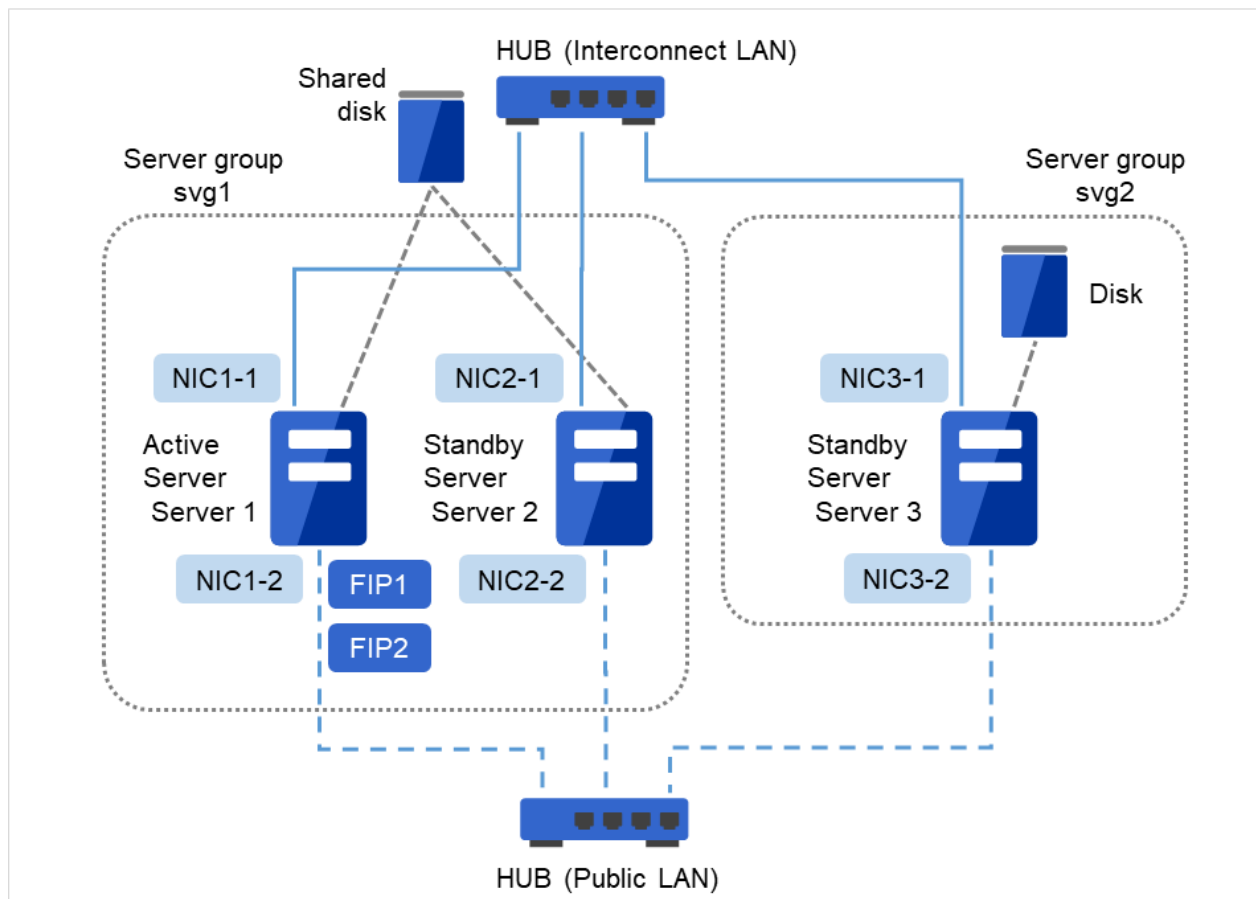 HUB (Interconnect LAN)
Shared
disk
Server group
svg1
Server group
svg2
Disk
NIC1-1
NIC2-1
NIC3-1
Active
Server
Server 1
Standby
Server
Server 2
Standby
Server
Server 3
NIC1-2
FIP1
NIC2-2
NIC3-2
FIP2
HUB (Public LAN)